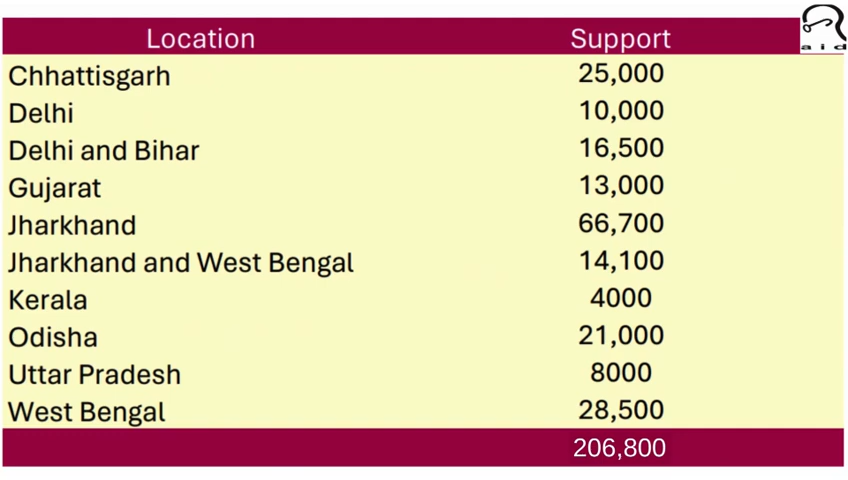 Location Support
Chhattisgarh 25,000
Delhi 10,000
Delhi and Bihar 16,500
Gujarat 13,000
Jharkhand 66,700
Jharkhand and West Bengal 14,100
Kerala 4000
Odisha 21,000
Uttar Pradesh 8000
West Bengal 28,500
206,800
aid